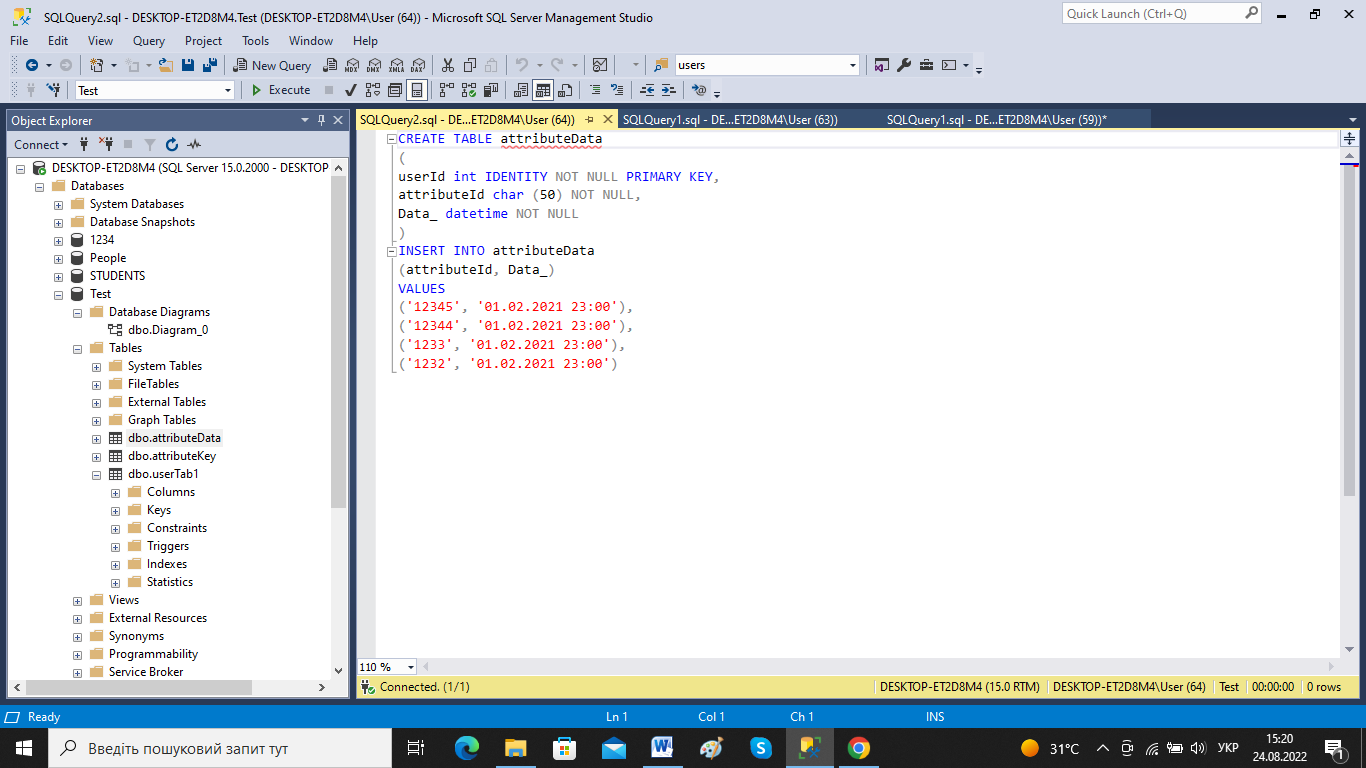 SQLQuery2.sql - DESKTOP-ET2D8M4.Test (DESKTOP-ET2D8M4\User (64)) - Microsoft SQL Server Management Studio
Quick Launch (Ctrl+Q)
File Edit View Query Project Tools Window Help
New Query MDX DMX XMLA DAX users
Test Execute
Object Explorer
SQLQuery2.sql - DE...ET2D8M4\User (64)) SQLQuery1.sql - DE...ET2D8M4\User (63)) SQLQuery1.sql - DE...ET2D8M4\User (59))*
Connect
DESKTOP-ET2D8M4 (SQL Server 15.0.2000 - DESKTOP
Databases
System Databases
Database Snapshots
1234
People
STUDENTS
Test
Database Diagrams
dbo.Diagram_0
Tables
System Tables
FileTables
External Tables
Graph Tables
dbo.attributeData
dbo.attributeKey
dbo.userTab1
Columns
Keys
Constraints
Triggers
Indexes
Statistics
Views
External Resources
Synonyms
Programmability
Service Broker
CREATE TABLE attributeData
(
userId int IDENTITY NOT NULL PRIMARY KEY,
attributeId char (50) NOT NULL,
Data_ datetime NOT NULL
)
INSERT INTO attributeData
(attributeId, Data_)
VALUES
('12345', '01.02.2021 23:00'),
('12344', '01.02.2021 23:00'),
('1233', '01.02.2021 23:00'),
('1232', '01.02.2021 23:00')
110 %
Connected. (1/1) DESKTOP-ET2D8M4 (15.0 RTM) DESKTOP-ET2D8M4\User (64) Test 00:00:00 0 rows
Ready Ln 1 Col 1 Ch 1 INS
Введіть пошуковий запит тут
31°C УКР 15:20
24.08.2022
1